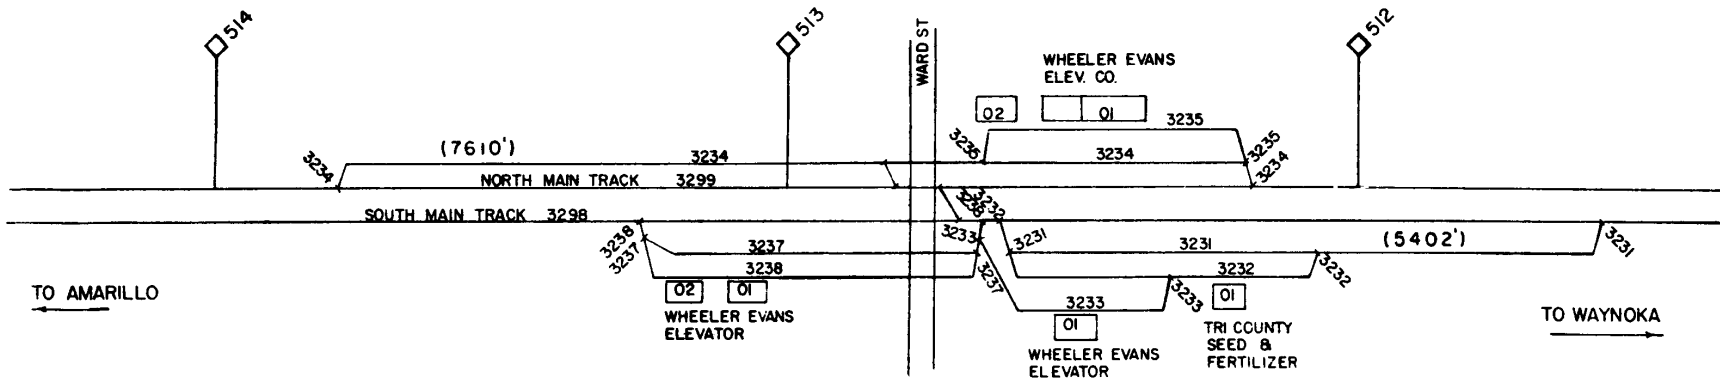 514
513
512
WARD ST
WHEELER EVANS
ELEV. CO.
02
01
3235
3235
3235
(7610')
3234
3234
3234
3234
NORTH MAIN TRACK 3299
SOUTH MAIN TRACK 3298
3238
3232
3238
3237
3233
3237
3238
3237
3231
3231
(5402')
3231
3232
3232
3233
3233
02
01
WHEELER EVANS
ELEVATOR
01
WHEELER EVANS
ELEVATOR
01
TRI COUNTY
SEED &
FERTILIZER
TO AMARILLO
TO WAYNOKA